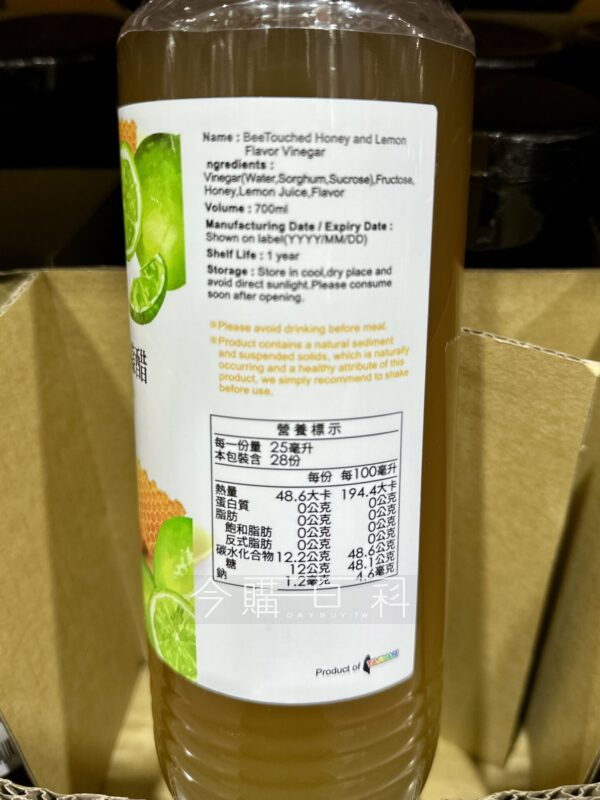 Name : BeeTouched Honey and Lemon
Flavor Vinegar
ngredients :
Vinegar(Water,Sorghum,Sucrose),Fructose,
Honey,Lemon Juice,Flavor
Volume : 700ml
Manufacturing Date / Expiry Date :
Shown on label(YYYY/MM/DD)
Shelf Life : 1 year
Storage : Store in cool,dry place and
avoid direct sunlight.Please consume
soon after opening.
※Please avoid drinking before meal.
※Product contains a natural sediment
and suspended solids, which is naturally
occurring and a healthy attribute of this
product, we simply recommend to shake
before use.
醋
營養標示
每一份量 25毫升
本包裝含 28份
每份 每100毫升
熱量 48.6大卡 194.4大卡
蛋白質 0公克 0公克
脂肪 0公克 0公克
飽和脂肪 0公克 0公克
反式脂肪 0公克 0公克
碳水化合物 12.2公克 48.6公克
糖 12公克 48.1公克
鈉 1.2毫克 4.6毫克
今購百科
DAYBUY.TW
Product of